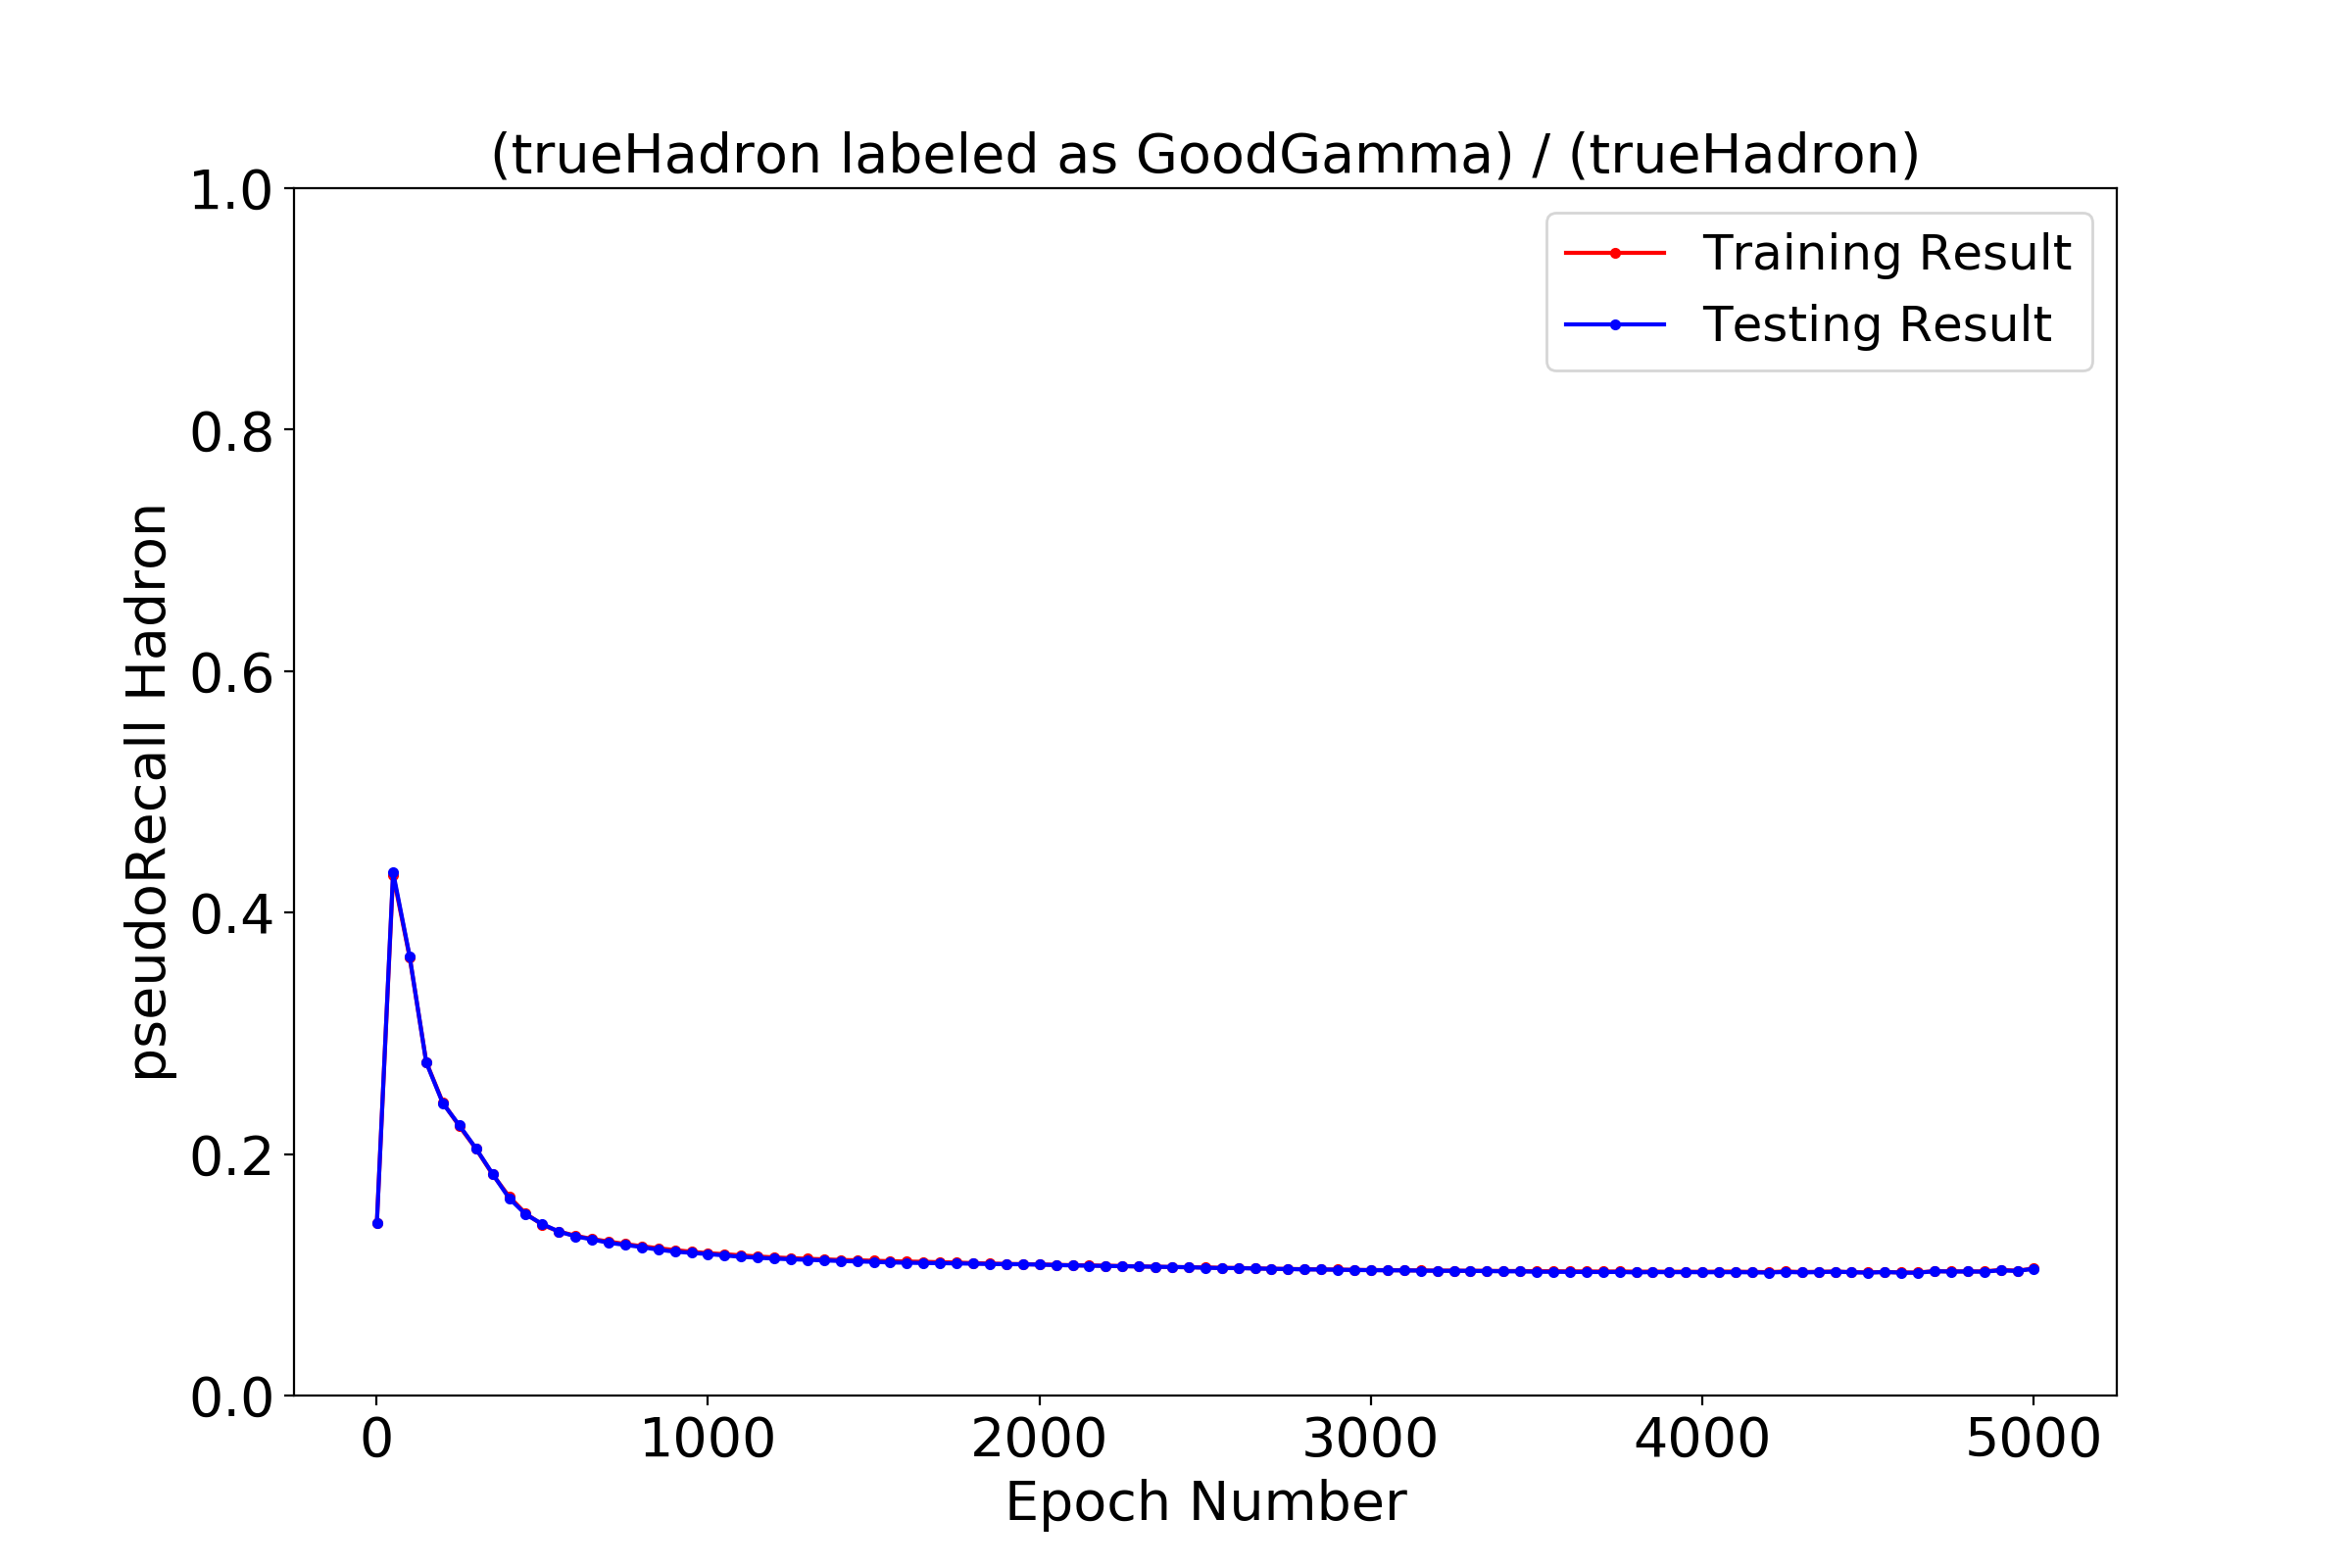 (trueHadron labeled as GoodGamma) / (trueHadron)
1.0
0.8
0.6
0.4
0.2
0.0
pseudoRecall Hadron
Training Result
Testing Result
0 1000 2000 3000 4000 5000
Epoch Number